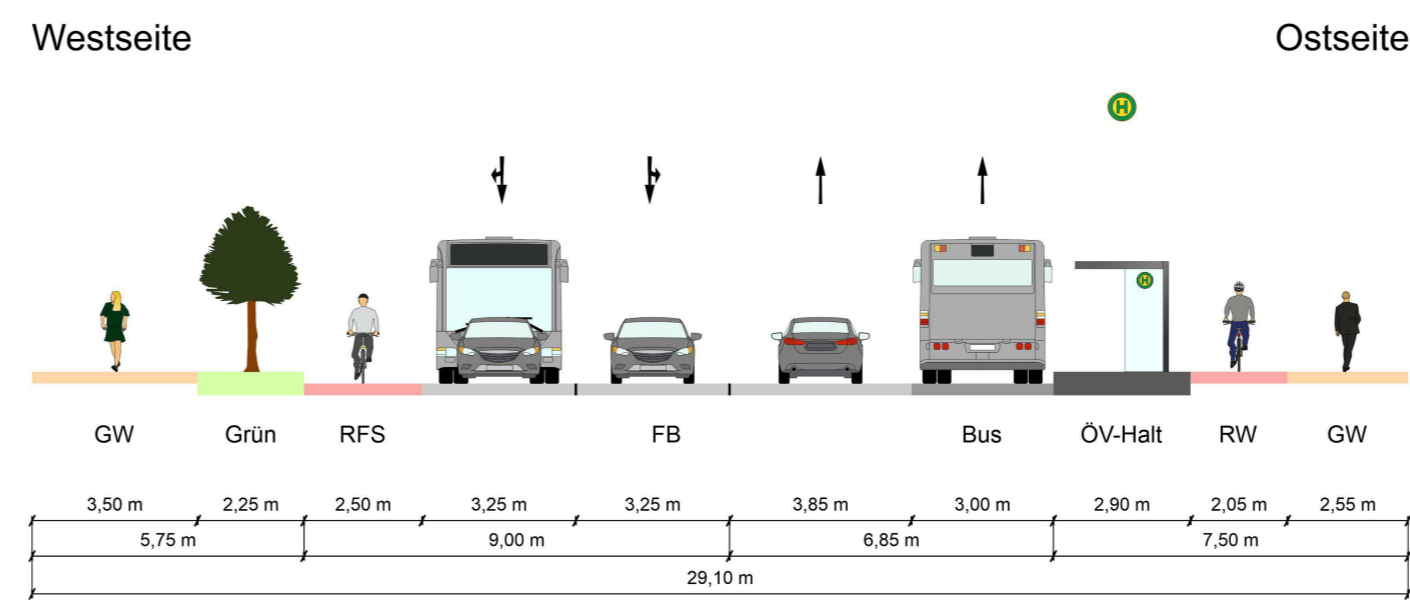 Westseite Ostseite
H
H
GW Grün RFS FB Bus ÖV-Halt RW GW
3,50 m 2,25 m 2,50 m 3,25 m 3,25 m 3,85 m 3,00 m 2,90 m 2,05 m 2,55 m
5,75 m 9,00 m 6,85 m 7,50 m
29,10 m